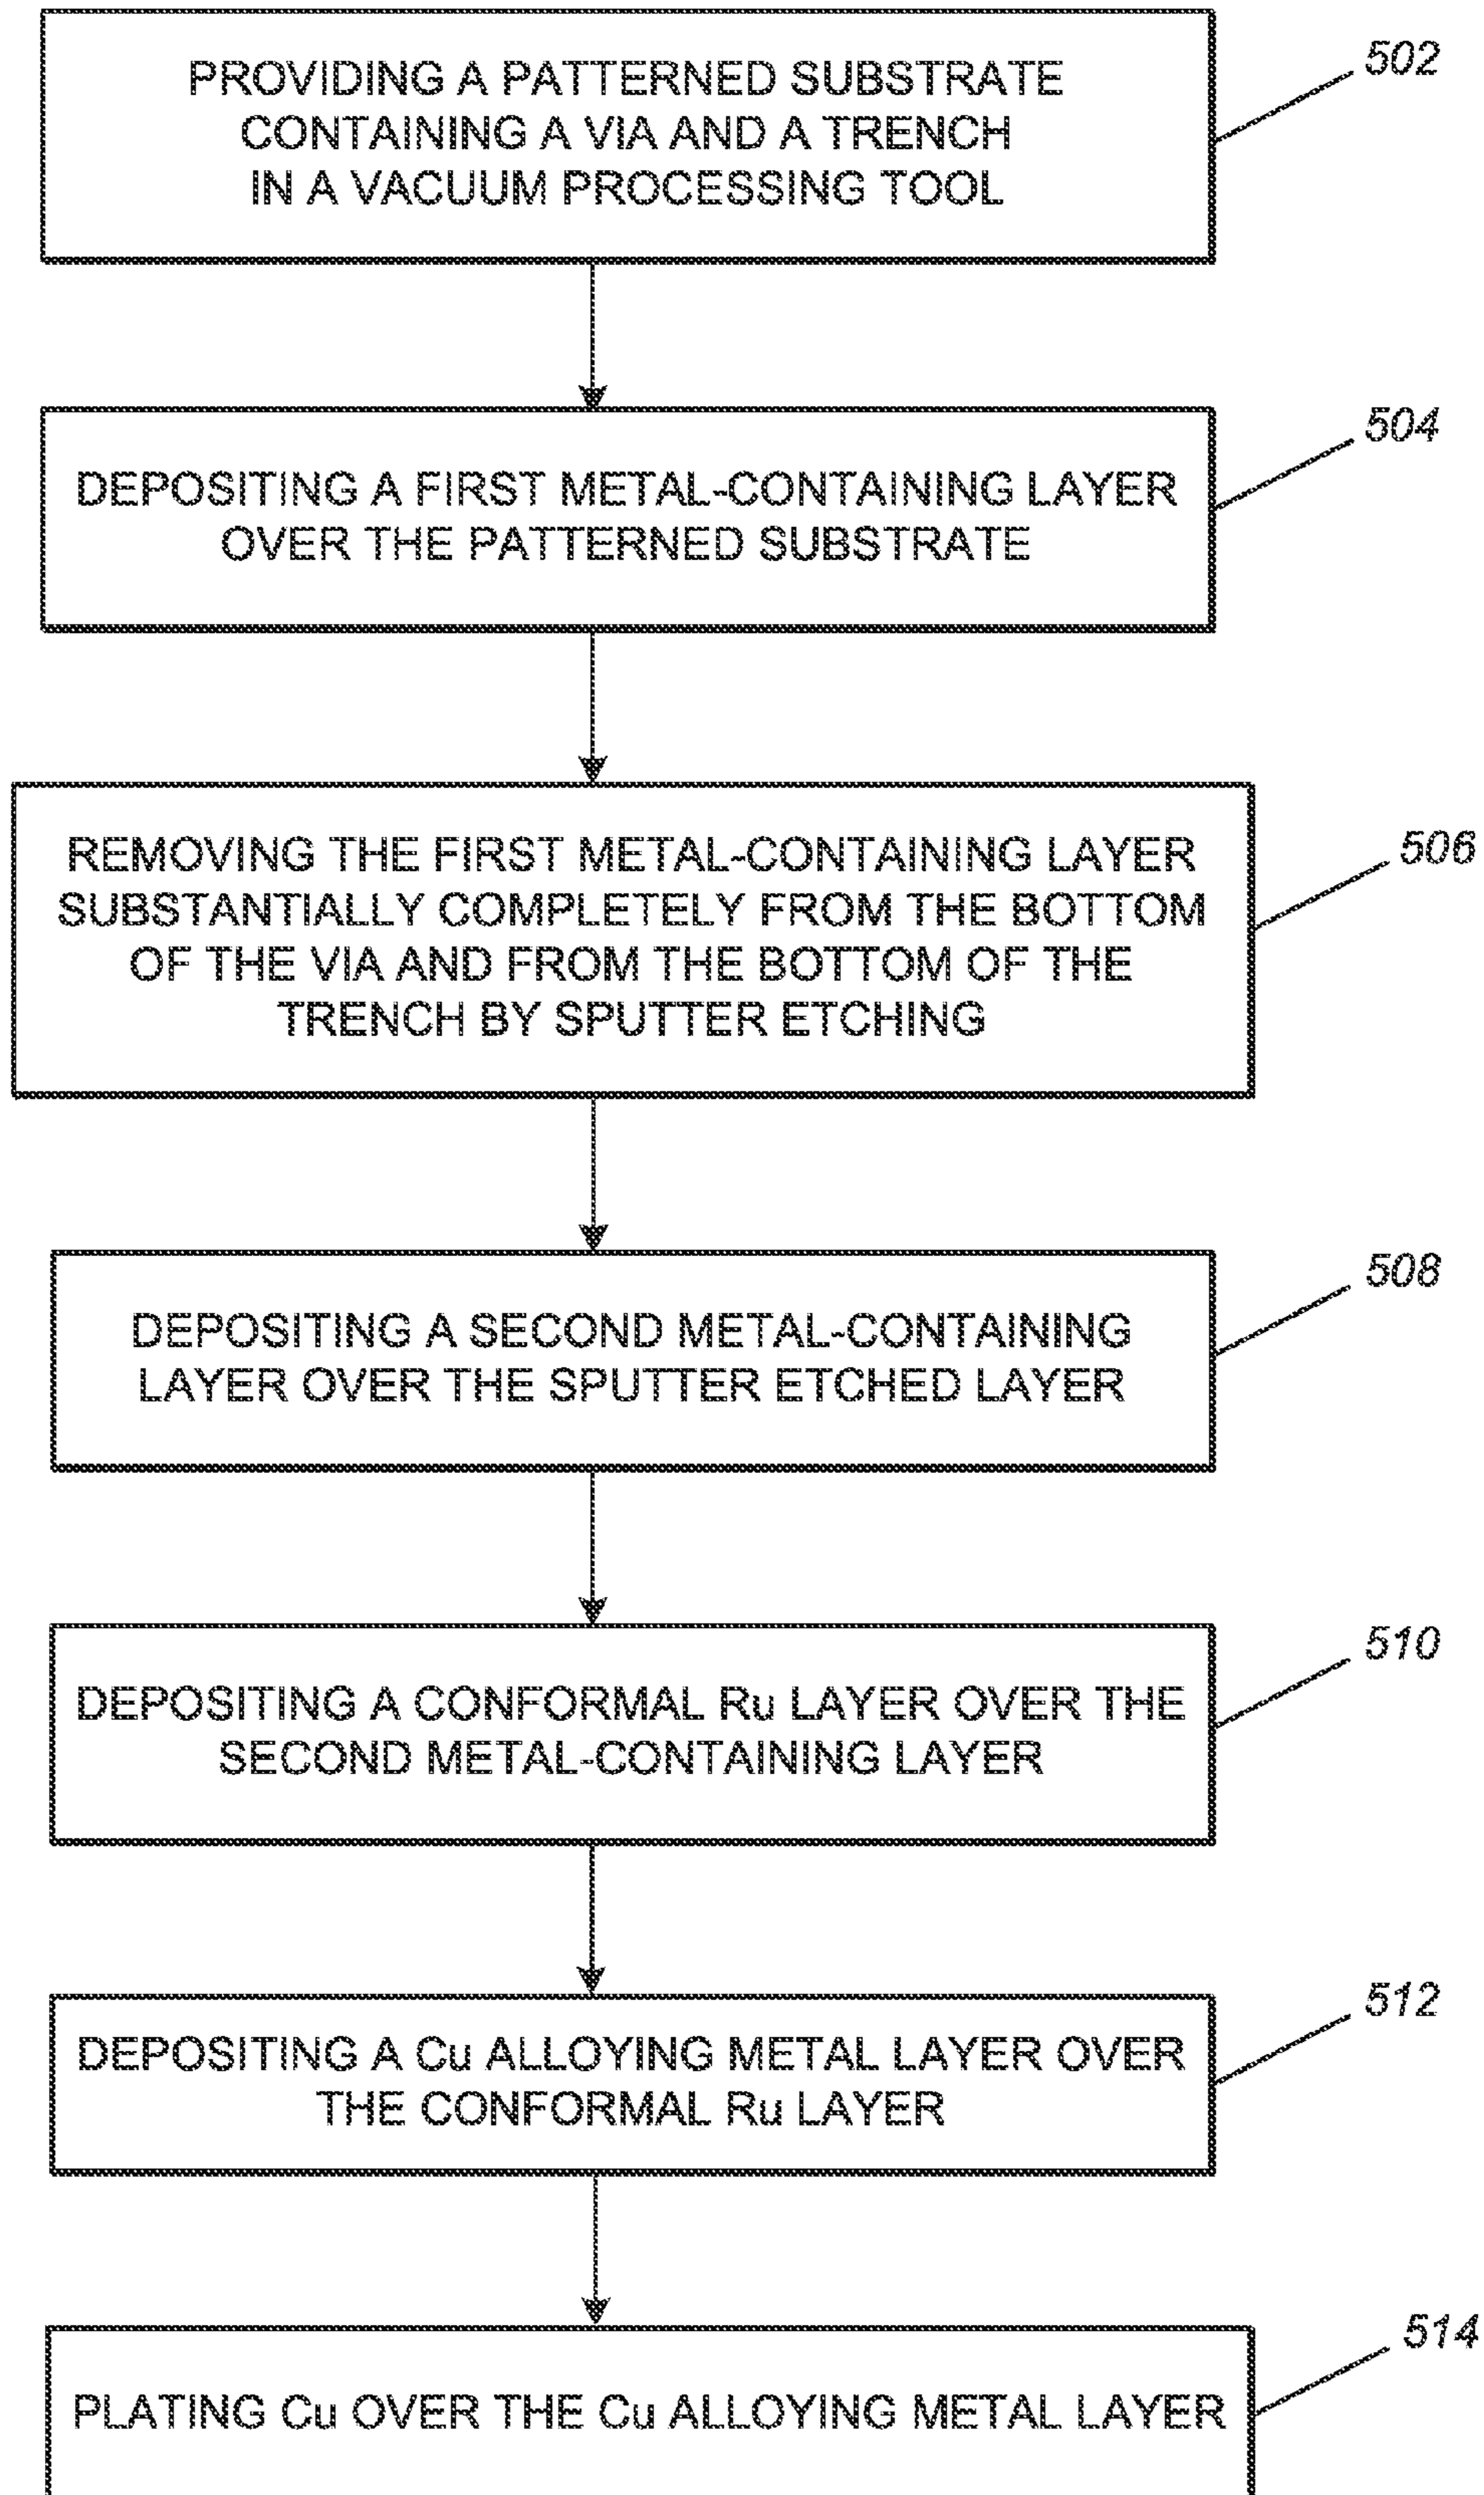 PROVIDING A PATTERNED SUBSTRATE
CONTAINING A VIA AND A TRENCH
IN A VACUUM PROCESSING TOOL
502
DEPOSITING A FIRST METAL-CONTAINING LAYER
OVER THE PATTERNED SUBSTRATE
504
REMOVING THE FIRST METAL-CONTAINING LAYER
SUBSTANTIALLY COMPLETELY FROM THE BOTTOM
OF THE VIA AND FROM THE BOTTOM OF THE
TRENCH BY SPUTTER ETCHING
506
DEPOSITING A SECOND METAL-CONTAINING
LAYER OVER THE SPUTTER ETCHED LAYER
508
DEPOSITING A CONFORMAL Ru LAYER OVER THE
SECOND METAL-CONTAINING LAYER
510
DEPOSITING A Cu ALLOYING METAL LAYER OVER
THE CONFORMAL Ru LAYER
512
PLATING Cu OVER THE Cu ALLOYING METAL LAYER
514